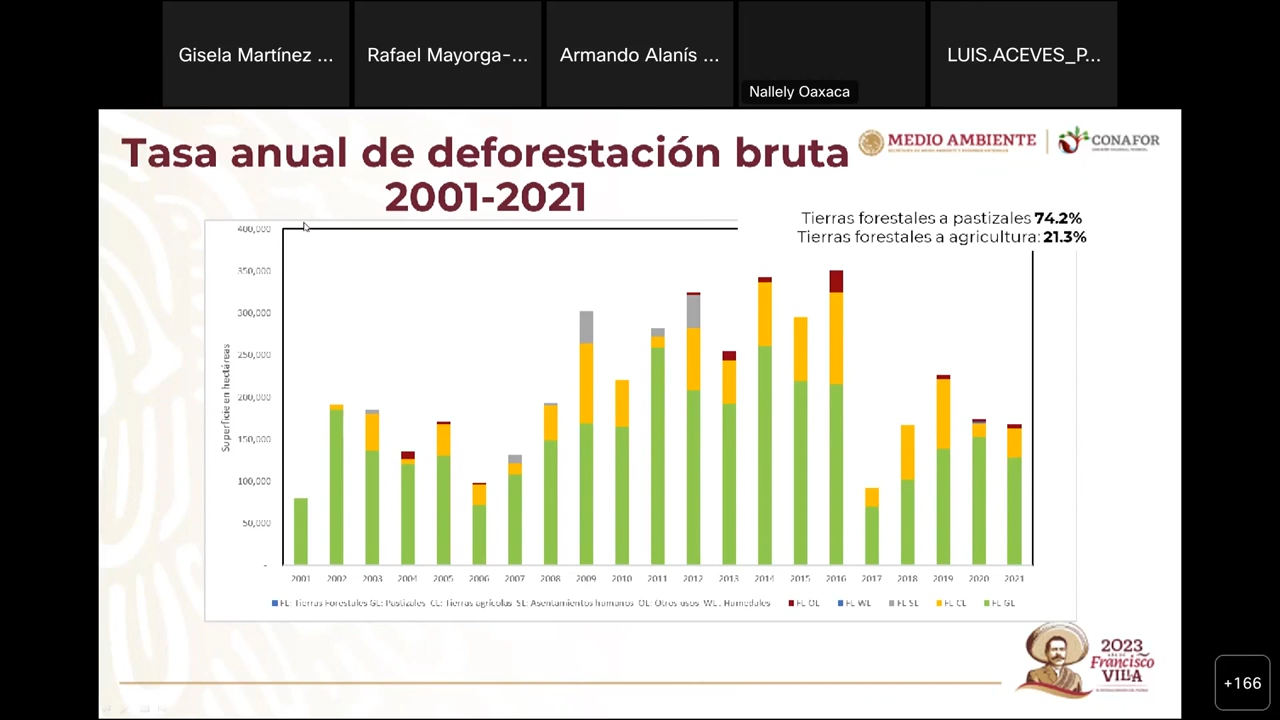 Gisela Martínez ...
Rafael Mayorga-...
Armando Alanís ...
Nallely Oaxaca
LUIS.ACEVES_P...
Tasa anual de deforestación bruta
2001-2021
MEDIO AMBIENTE
CONAFOR
Tierras forestales a pastizales 74.2%
Tierras forestales a agricultura: 21.3%
400,000
350,000
300,000
250,000
200,000
150,000
100,000
50,000
-
Superficie en hectáreas
2001 2002 2003 2004 2005 2006 2007 2008 2009 2010 2011 2012 2013 2014 2015 2016 2017 2018 2019 2020 2021
FL: Tierras Forestales GL: Pastizales CL: Tierras agrícolas SL: Asentamientos humanos OL: Otros usos WL: Humedales FL OL FL WL FL SL FL CL FL GL
2023
Francisco
VILLA
+166